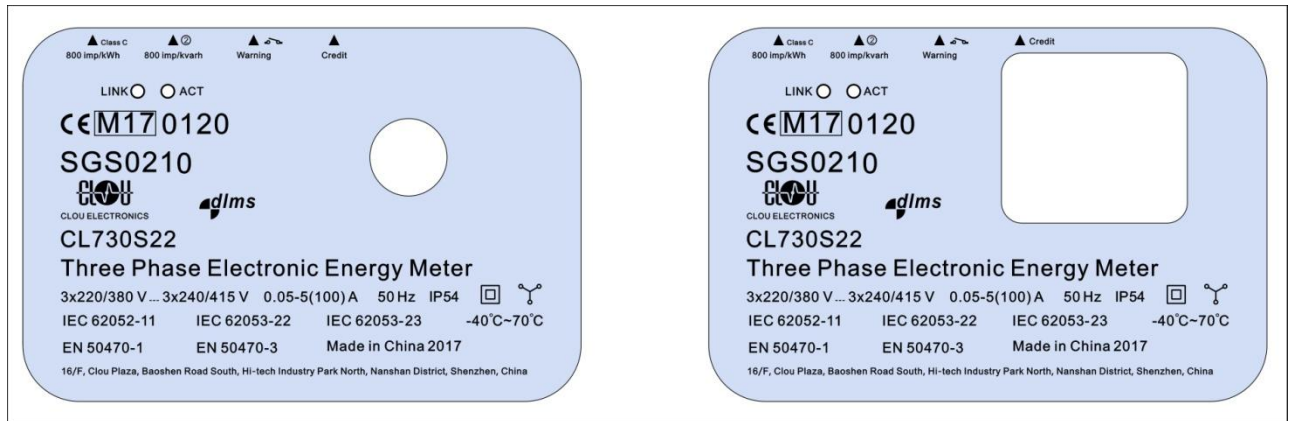 Class C ②
800 imp/kWh 800 imp/kvarh Warning Credit
LINK ACT
CE M17 0120
SGS0210
CLOU
CLOU ELECTRONICS
dlms
CL730S22
Three Phase Electronic Energy Meter
3x220/380 V ... 3x240/415 V 0.05-5(100) A 50 Hz IP54
IEC 62052-11 IEC 62053-22 IEC 62053-23 -40℃~70℃
EN 50470-1 EN 50470-3 Made in China 2017
16/F, Clou Plaza, Baoshen Road South, Hi-tech Industry Park North, Nanshan District, Shenzhen, China
Class C ② Credit
800 imp/kWh 800 imp/kvarh Warning
LINK ACT
CE M17 0120
SGS0210
CLOU
CLOU ELECTRONICS
dlms
CL730S22
Three Phase Electronic Energy Meter
3x220/380 V ... 3x240/415 V 0.05-5(100) A 50 Hz IP54
IEC 62052-11 IEC 62053-22 IEC 62053-23 -40℃~70℃
EN 50470-1 EN 50470-3 Made in China 2017
16/F, Clou Plaza, Baoshen Road South, Hi-tech Industry Park North, Nanshan District, Shenzhen, China